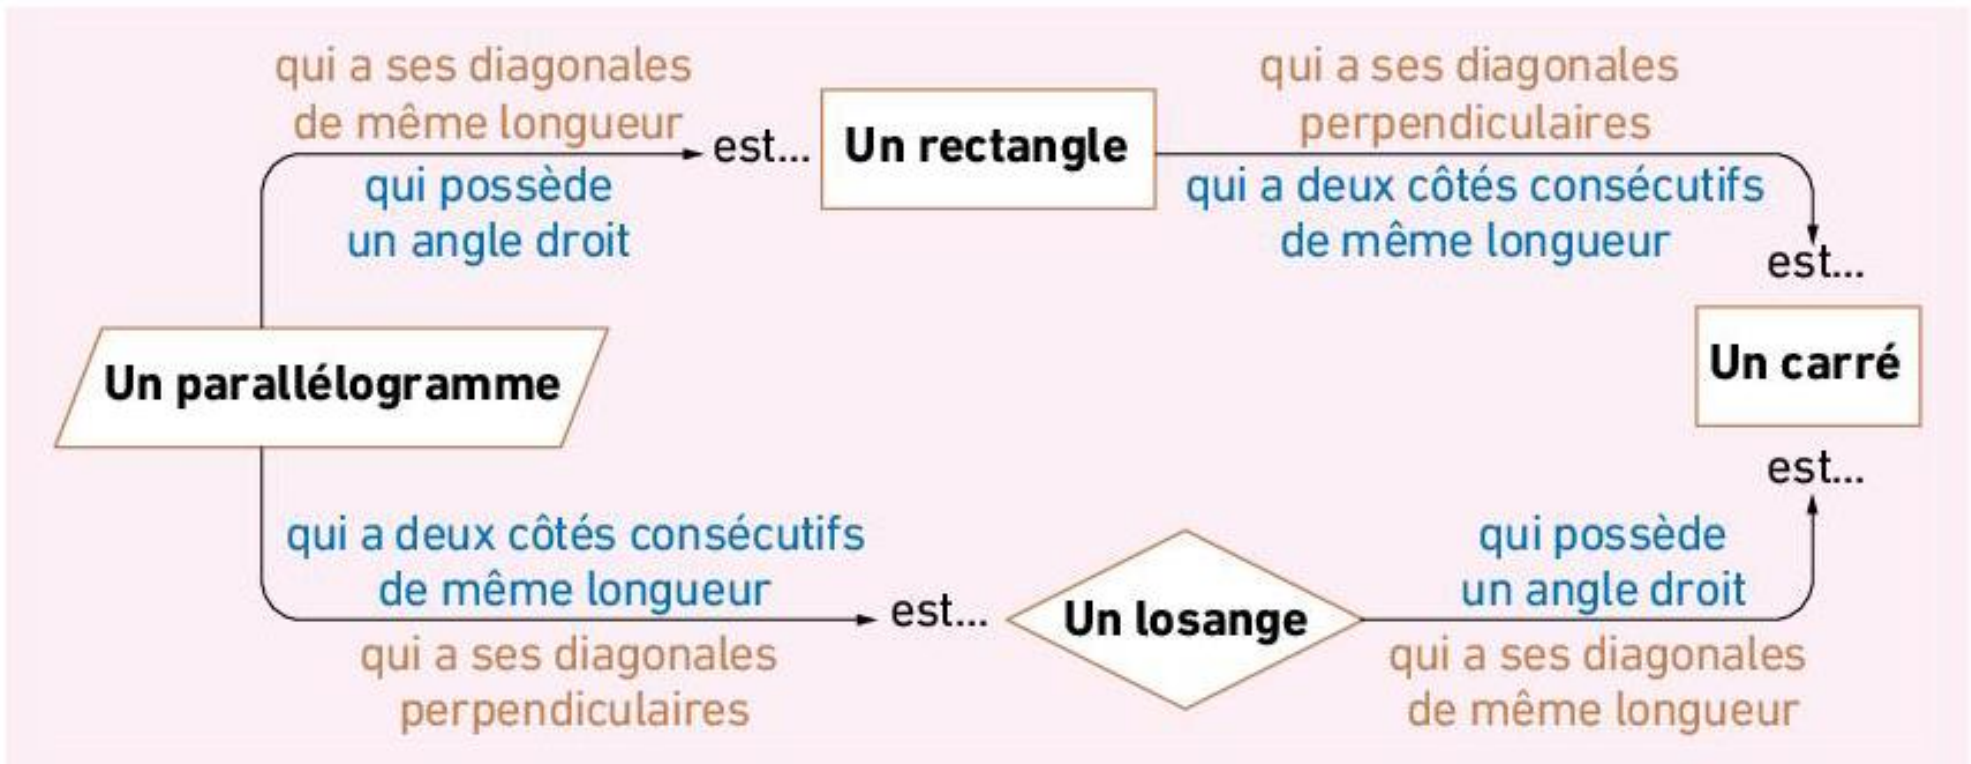 qui a ses diagonales
de même longueur
est...
qui possède
un angle droit
Un rectangle
qui a ses diagonales
perpendiculaires
qui a deux côtés consécutifs
de même longueur
est...
Un parallélogramme
Un carré
qui a deux côtés consécutifs
de même longueur
est...
qui a ses diagonales
perpendiculaires
Un losange
qui possède
un angle droit
qui a ses diagonales
de même longueur
est...